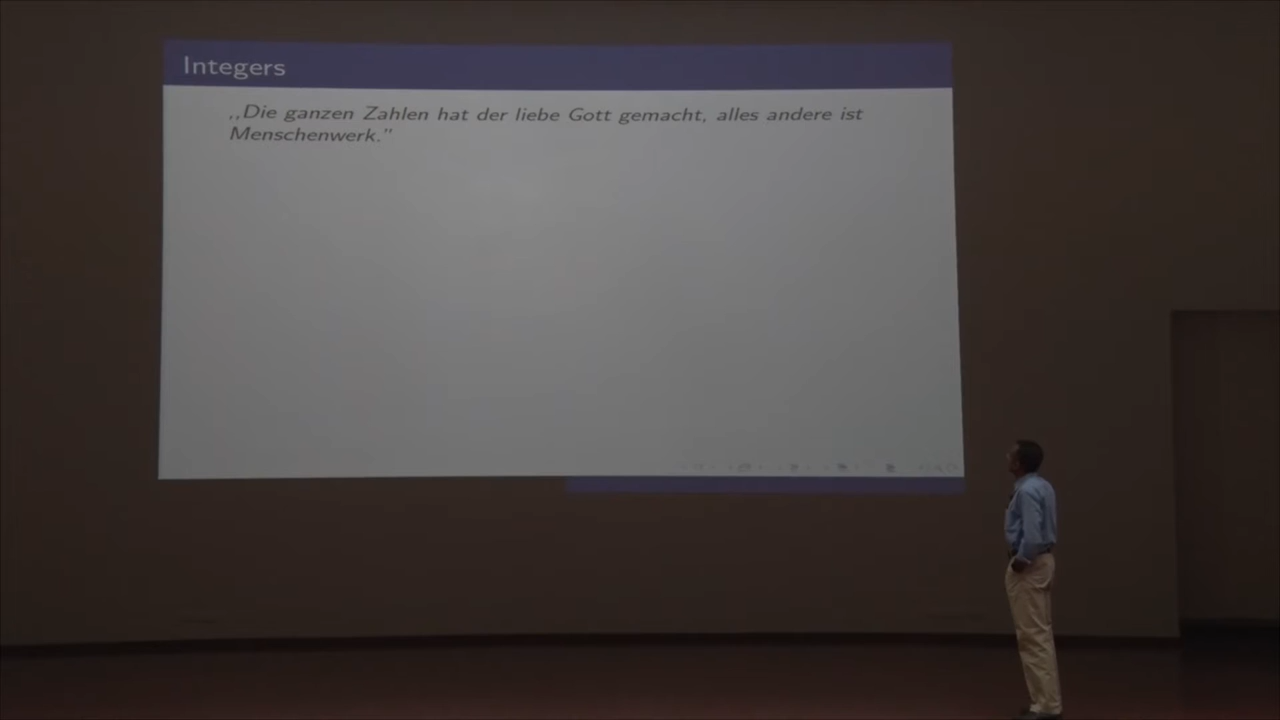 Integers
,,Die ganzen Zahlen hat der liebe Gott gemacht, alles andere ist
Menschenwerk."